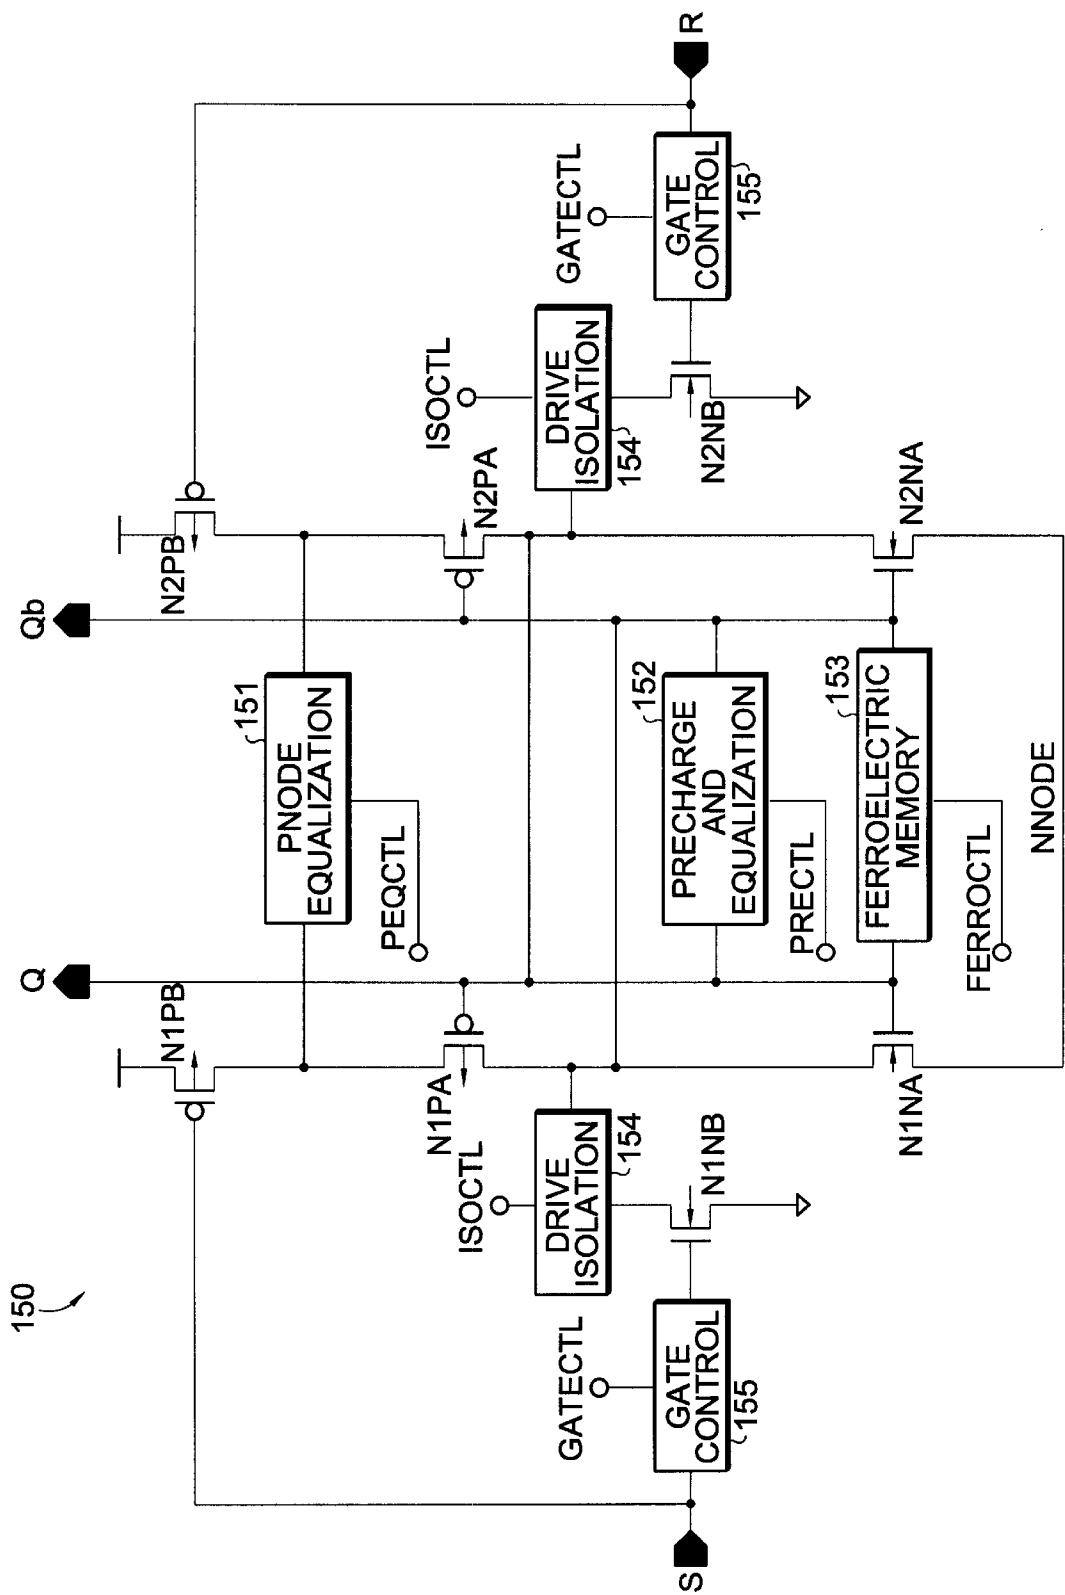 150
S
GATECTL
GATE
CONTROL
155
ISOCTL
DRIVE
ISOLATION
154
N1NB
N1PB
N1PA
N1NA
Q
PNODE
EQUALIZATION
151
PEQCTL
PRECHARGE
AND
EQUALIZATION
152
PRECTL
FERROELECTRIC
MEMORY
153
FERROCTL
NNODE
Qb
N2PB
N2PA
N2NA
ISOCTL
DRIVE
ISOLATION
154
N2NB
GATECTL
GATE
CONTROL
155
R